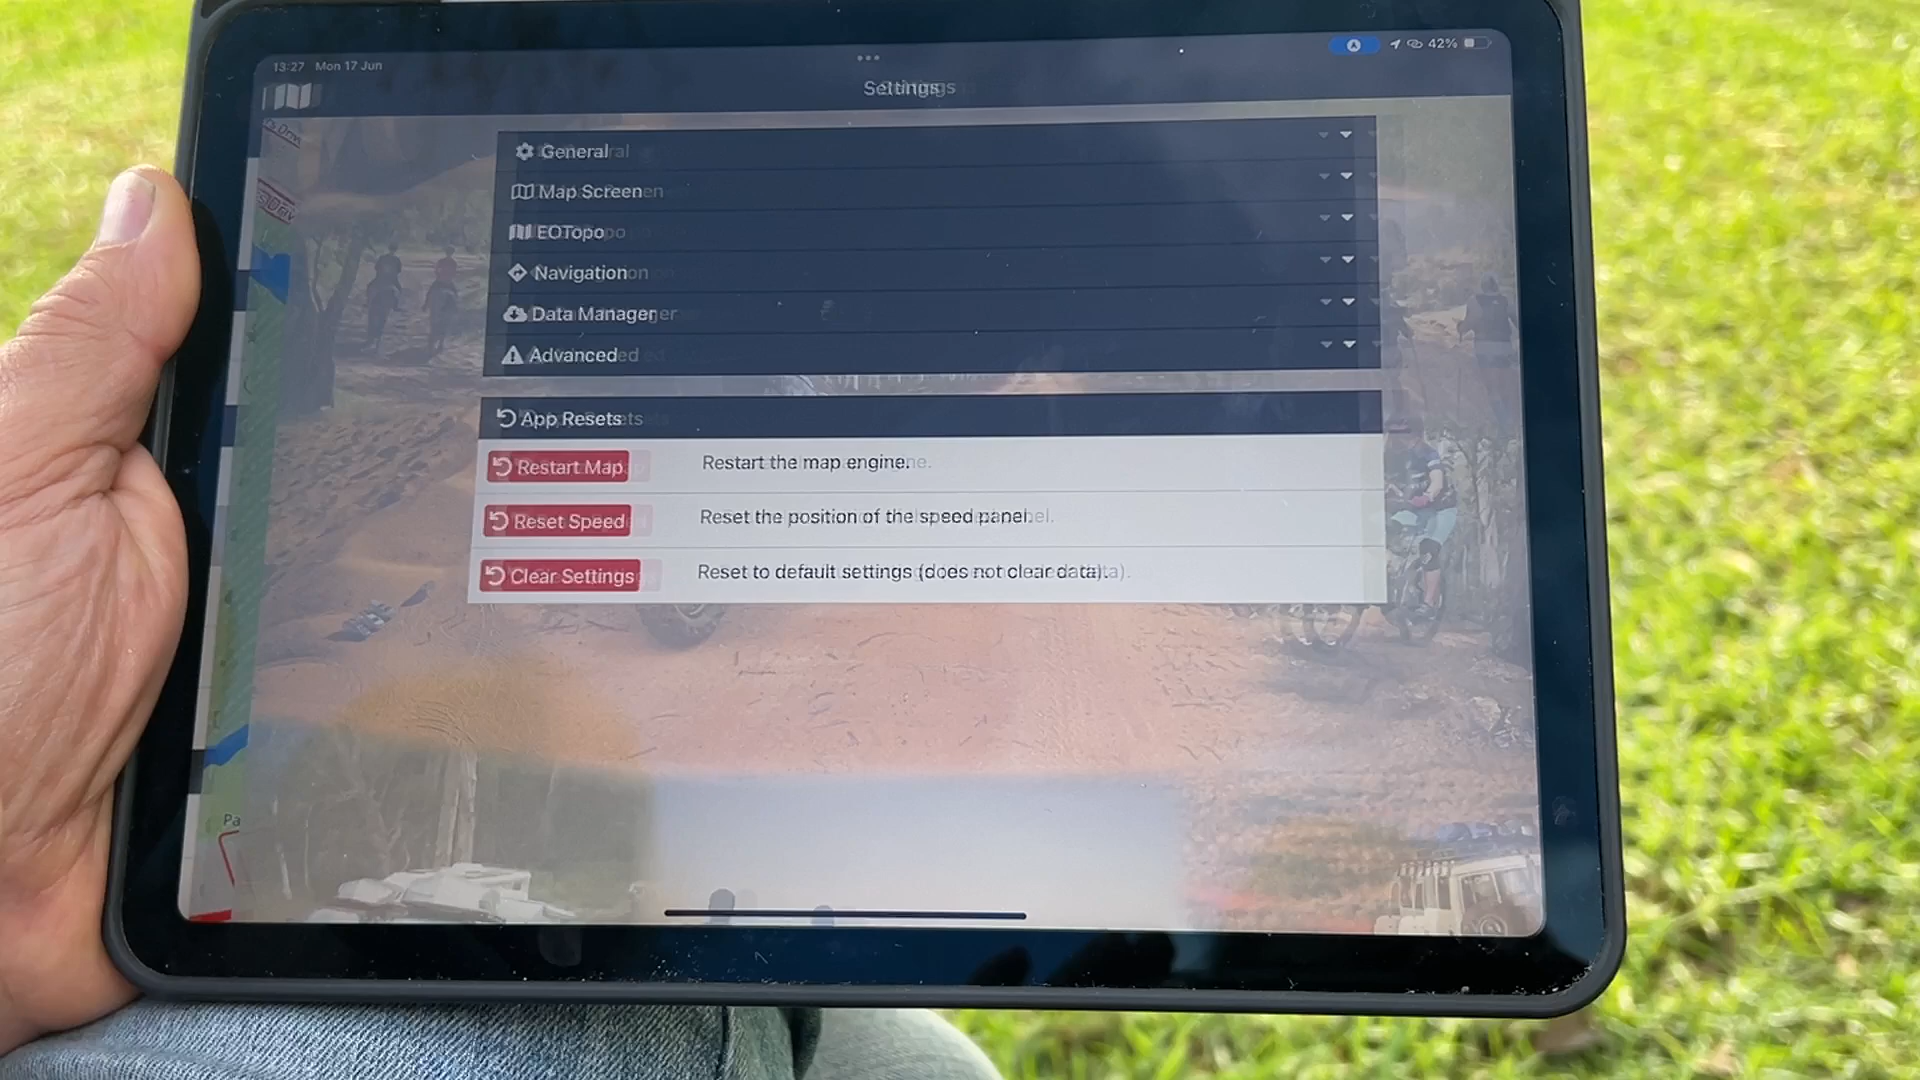 13:27 Mon 17 Jun
42%
Settings
General
Map Screen
EOTopo
Navigation
Data Manager
Advanced
App Resets
Restart Map Restart the map engine.
Reset Speed Reset the position of the speed panel.
Clear Settings Reset to default settings (does not clear data).
Pa